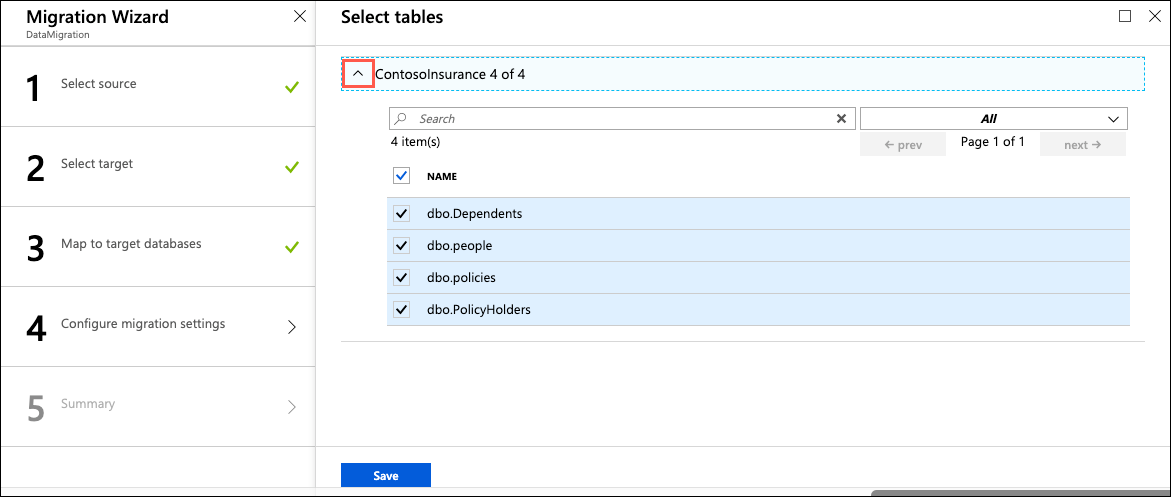 Migration Wizard
DataMigration
1 Select source
2 Select target
3 Map to target databases
4 Configure migration settings
5 Summary
Select tables
ContosoInsurance 4 of 4
Search
All
4 item(s)
← prev
Page 1 of 1
next →
NAME
dbo.Dependents
dbo.people
dbo.policies
dbo.PolicyHolders
Save